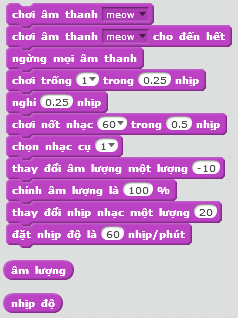 chơi âm thanh meow
chơi âm thanh meow cho đến hết
ngừng mọi âm thanh
chơi trống 1 trong 0.25 nhịp
nghỉ 0.25 nhịp
chơi nốt nhạc 60 trong 0.5 nhịp
chọn nhạc cụ 1
thay đổi âm lượng một lượng -10
chỉnh âm lượng là 100 %
thay đổi nhịp nhạc một lượng 20
đặt nhịp độ là 60 nhịp/phút
âm lượng
nhịp độ